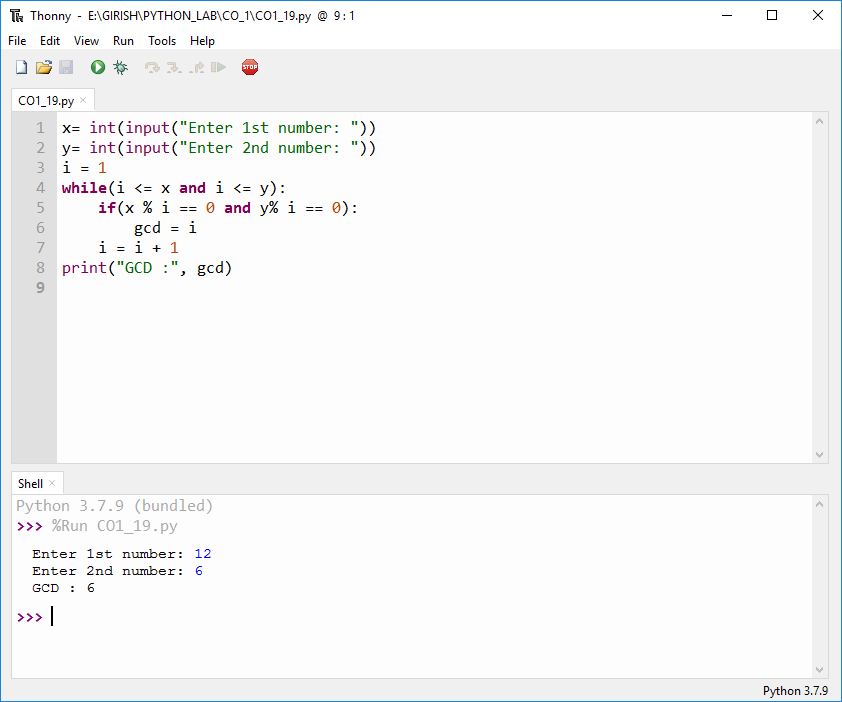 Thonny - E:\GIRISH\PYTHON_LAB\CO_1\CO1_19.py @ 9:1
File Edit View Run Tools Help
STOP
CO1_19.py
1 x= int(input("Enter 1st number: "))
2 y= int(input("Enter 2nd number: "))
3 i = 1
4 while(i <= x and i <= y):
5     if(x % i == 0 and y% i == 0):
6         gcd = i
7     i = i + 1
8 print("GCD :", gcd)
9
Shell
Python 3.7.9 (bundled)
>>> %Run CO1_19.py
Enter 1st number: 12
Enter 2nd number: 6
GCD : 6
>>>
Python 3.7.9